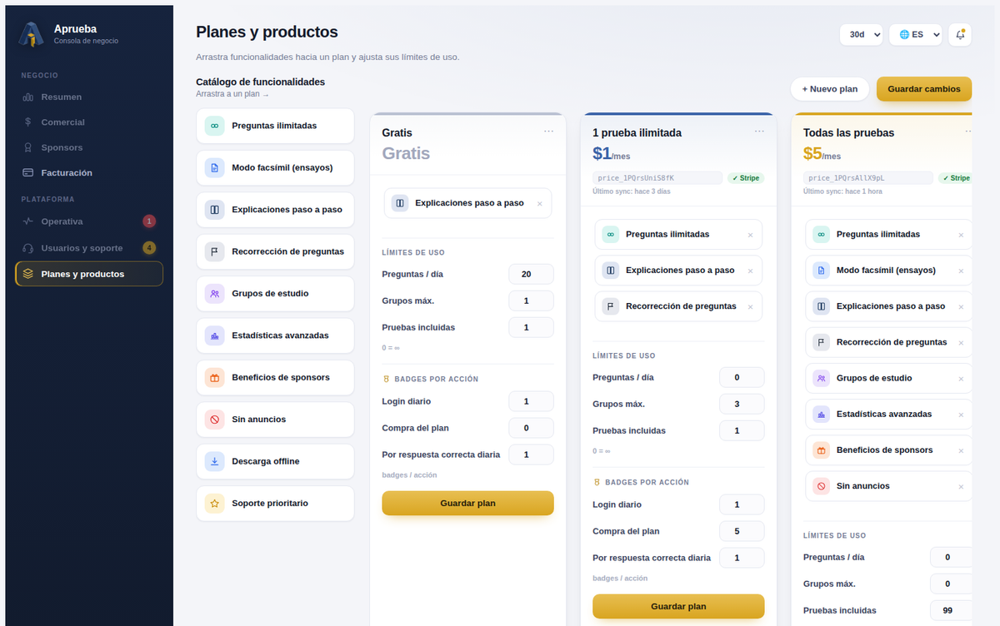 Aprueba
Consola de negocio
NEGOCIO
Resumen
Comercial
Sponsors
Facturación
PLATAFORMA
Operativa 1
Usuarios y soporte 4
Planes y productos
Planes y productos
30d
🌐 ES
Arrastra funcionalidades hacia un plan y ajusta sus límites de uso.
Catálogo de funcionalidades
Arrastra a un plan →
+ Nuevo plan
Guardar cambios
Preguntas ilimitadas
Modo facsímil (ensayos)
Explicaciones paso a paso
Recorrección de preguntas
Grupos de estudio
Estadísticas avanzadas
Beneficios de sponsors
Sin anuncios
Descarga offline
Soporte prioritario
Gratis ...
Gratis
Explicaciones paso a paso ×
LÍMITES DE USO
Preguntas / día 20
Grupos máx. 1
Pruebas incluidas 1
0 = ∞
BADGES POR ACCIÓN
Login diario 1
Compra del plan 0
Por respuesta correcta diaria 1
badges / acción
Guardar plan
1 prueba ilimitada ...
$1/mes
price_1PQrsUniS8fK ✓ Stripe
Último sync: hace 3 días
Preguntas ilimitadas ×
Explicaciones paso a paso ×
Recorrección de preguntas ×
LÍMITES DE USO
Preguntas / día 0
Grupos máx. 3
Pruebas incluidas 1
0 = ∞
BADGES POR ACCIÓN
Login diario 1
Compra del plan 5
Por respuesta correcta diaria 1
badges / acción
Guardar plan
Todas las pruebas ...
$5/mes
price_1PQrsAllX9pL ✓ Stripe
Último sync: hace 1 hora
Preguntas ilimitadas ×
Modo facsímil (ensayos) ×
Explicaciones paso a paso ×
Recorrección de preguntas ×
Grupos de estudio ×
Estadísticas avanzadas ×
Beneficios de sponsors ×
Sin anuncios ×
LÍMITES DE USO
Preguntas / día 0
Grupos máx. 0
Pruebas incluidas 99